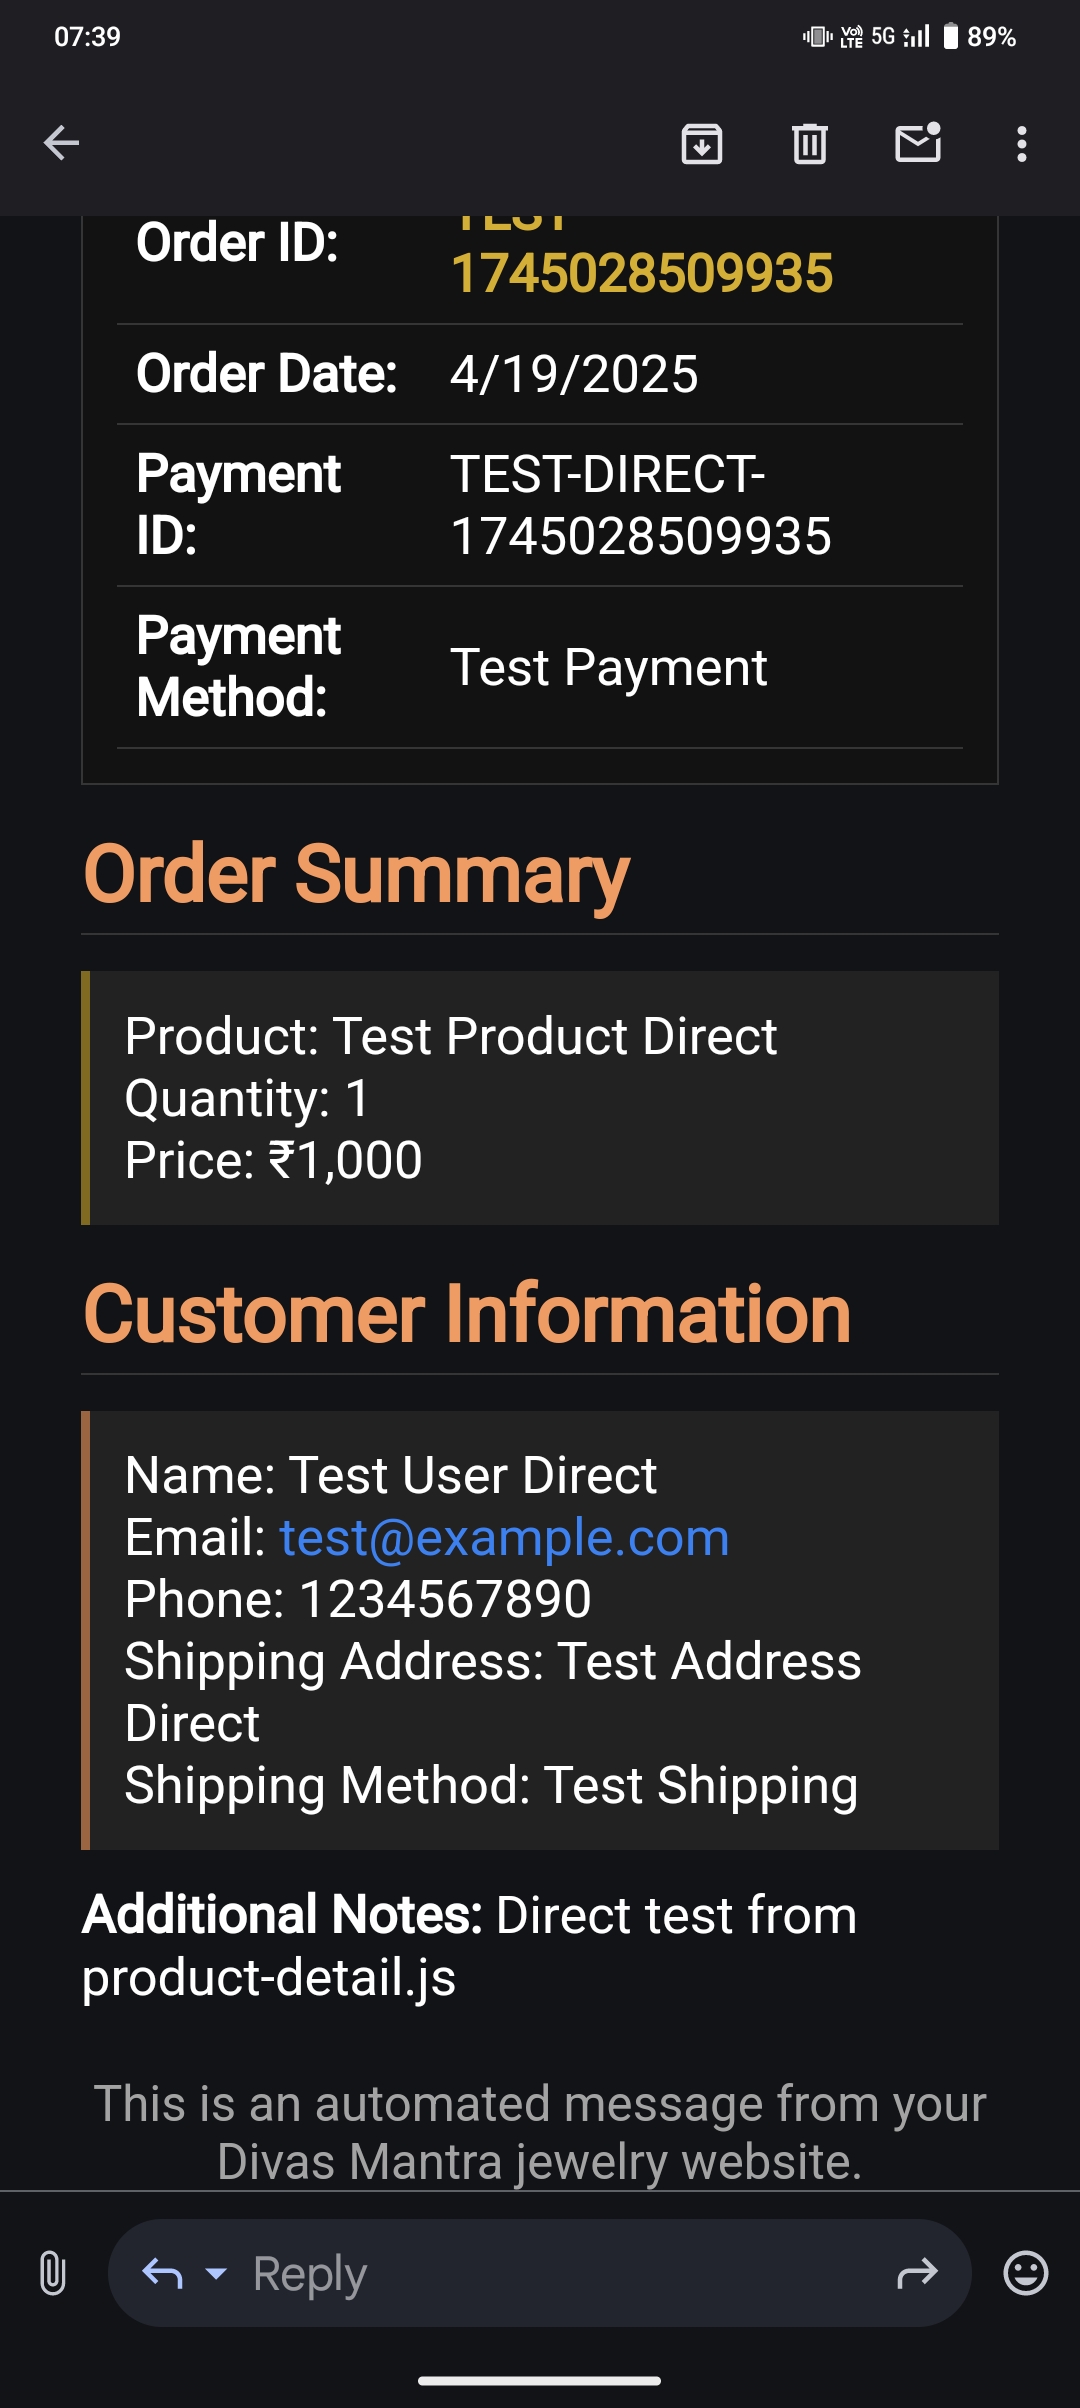 07:39
Vo)) LTE 5G 89%
Order ID: TEST
1745028509935
Order Date: 4/19/2025
Payment ID: TEST-DIRECT-
1745028509935
Payment Method: Test Payment
Order Summary
Product: Test Product Direct
Quantity: 1
Price: ₹1,000
Customer Information
Name: Test User Direct
Email: test@example.com
Phone: 1234567890
Shipping Address: Test Address
Direct
Shipping Method: Test Shipping
Additional Notes: Direct test from
product-detail.js
This is an automated message from your
Divas Mantra jewelry website.
Reply